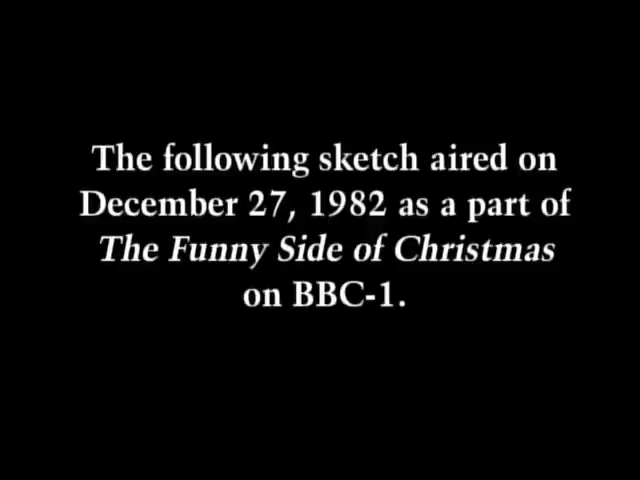 The following sketch aired on
December 27, 1982 as a part of
The Funny Side of Christmas
on BBC-1.